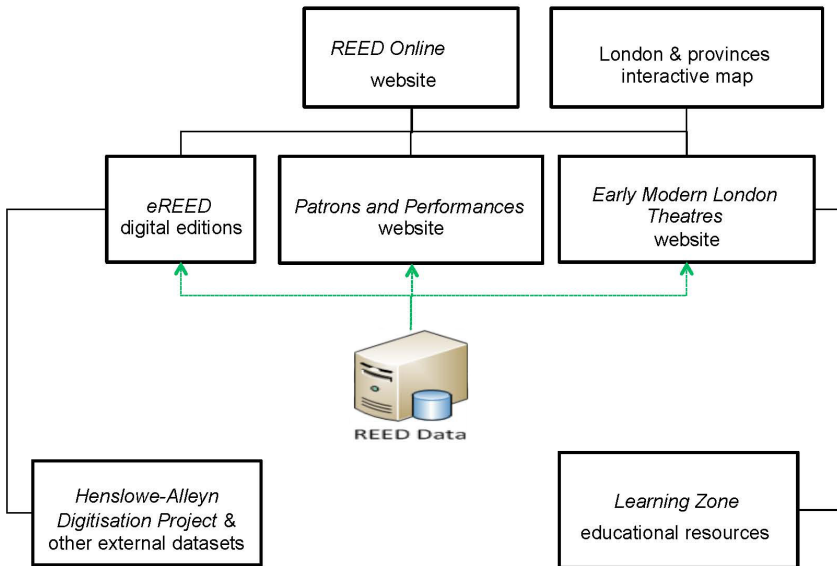 REED Online
website
London & provinces
interactive map
eREED
digital editions
Patrons and Performances
website
Early Modern London
Theatres
website
REED Data
Henslowe-Alleyn
Digitisation Project &
other external datasets
Learning Zone
educational resources